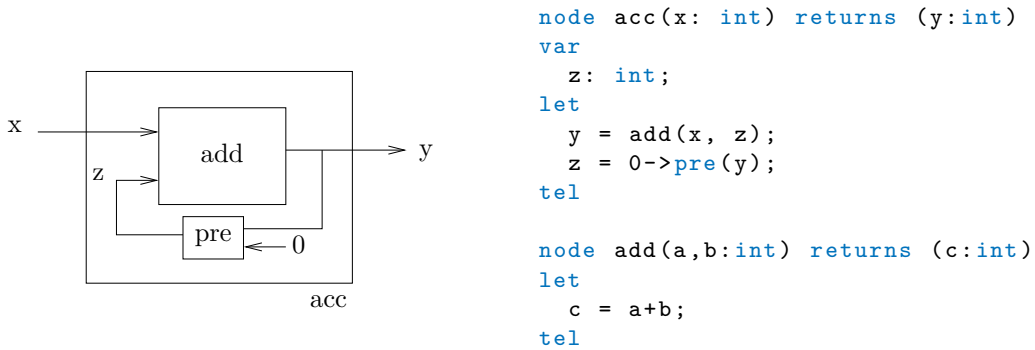 x
z
add
y
pre
0
acc
node acc(x: int) returns (y:int)
var
  z: int;
let
  y = add(x, z);
  z = 0->pre(y);
tel

node add(a,b:int) returns (c:int)
let
  c = a+b;
tel